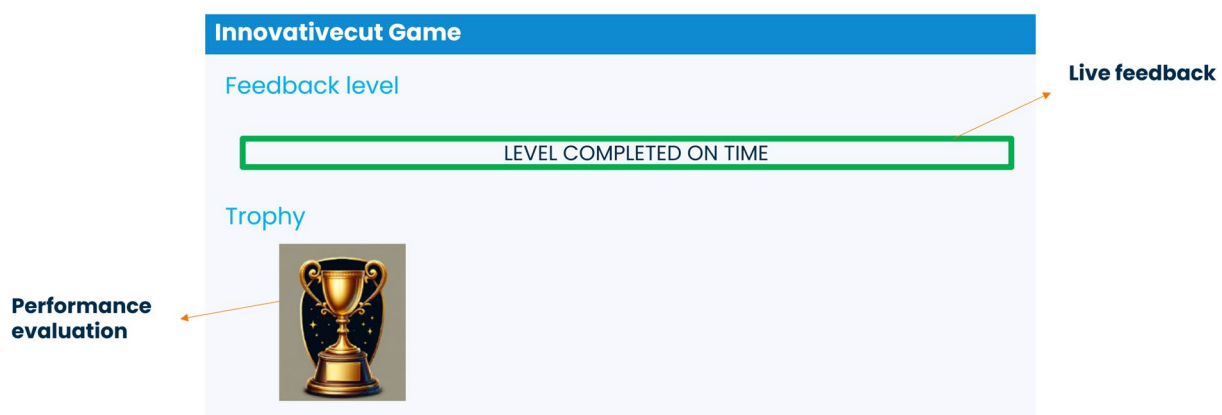 Innovativecut Game
Feedback level
Live feedback
LEVEL COMPLETED ON TIME
Trophy
Performance
evaluation